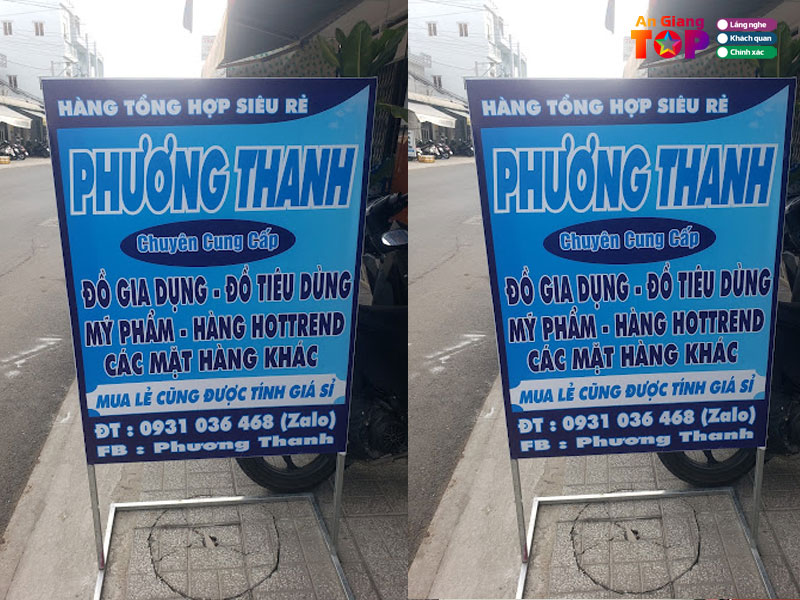 HÀNG TỔNG HỢP SIÊU RẺ
PHƯƠNG THANH
Chuyên Cung Cấp
ĐỒ GIA DỤNG - ĐỒ TIÊU DÙNG
MỸ PHẨM - HÀNG HOTTREND
CÁC MẶT HÀNG KHÁC
MUA LẺ CŨNG ĐƯỢC TÍNH GIÁ SỈ
ĐT : 0931 036 468 (Zalo)
FB : Phương Thanh
An Giang
TOP
Lắng nghe
Khách quan
Chính xác
HÀNG TỔNG HỢP SIÊU RẺ
PHƯƠNG THANH
Chuyên Cung Cấp
ĐỒ GIA DỤNG - ĐỒ TIÊU DÙNG
MỸ PHẨM - HÀNG HOTTREND
CÁC MẶT HÀNG KHÁC
MUA LẺ CŨNG ĐƯỢC TÍNH GIÁ SỈ
ĐT : 0931 036 468 (Zalo)
FB : Phương Thanh